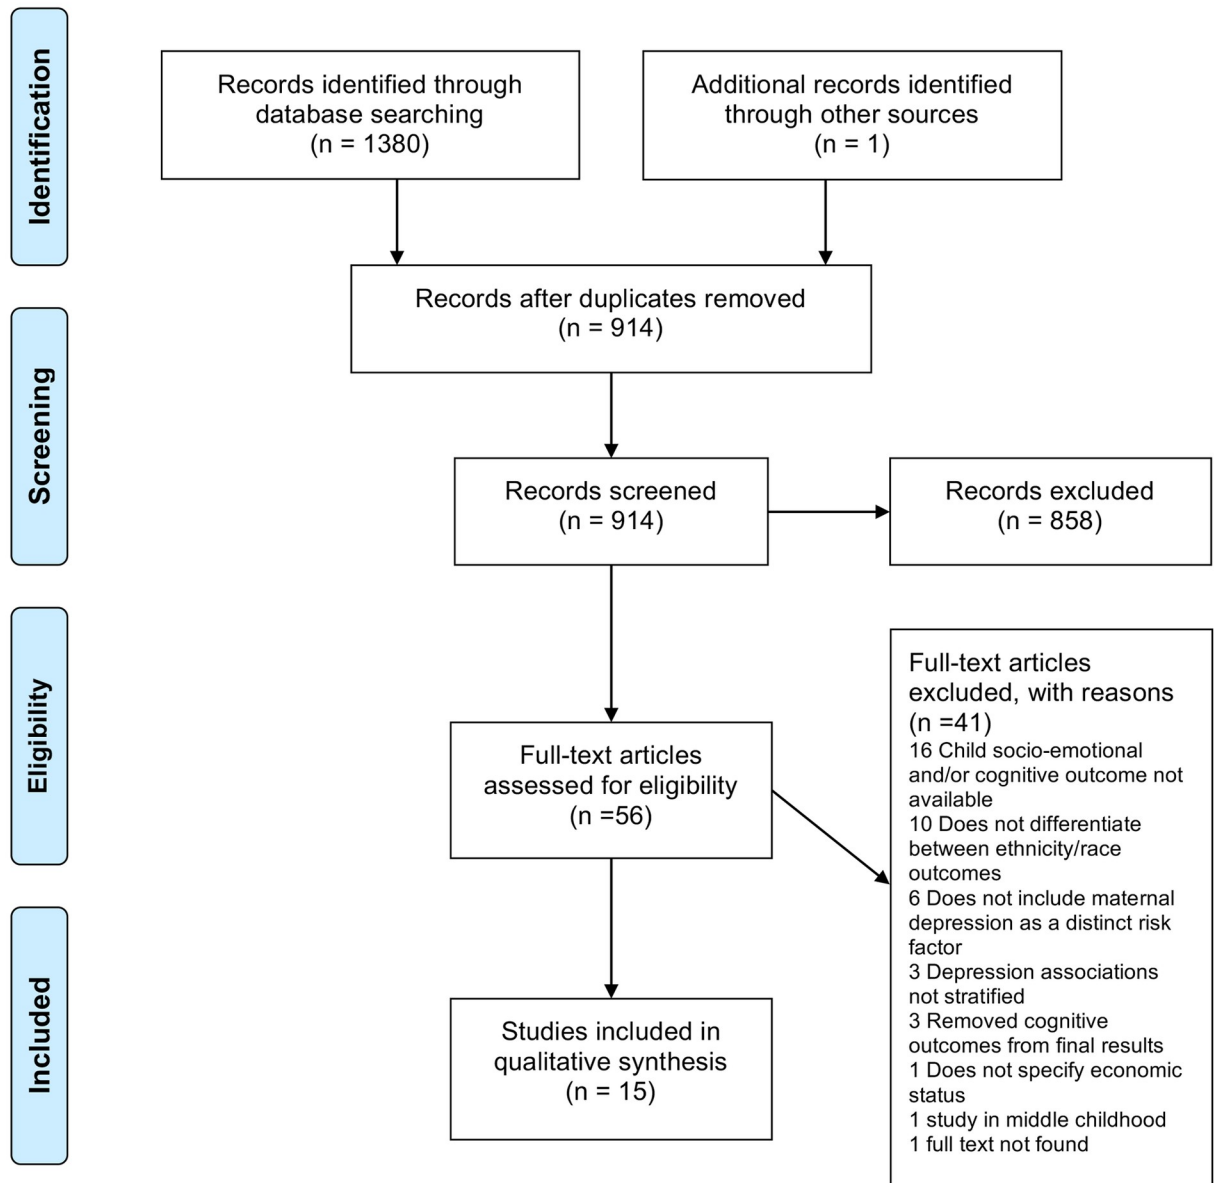 Identification
Records identified through
database searching
(n = 1380)
Additional records identified
through other sources
(n = 1)
Records after duplicates removed
(n = 914)
Screening
Records screened
(n = 914)
Records excluded
(n = 858)
Eligibility
Full-text articles
assessed for eligibility
(n =56)
Full-text articles
excluded, with reasons
(n =41)
16 Child socio-emotional
and/or cognitive outcome not
available
10 Does not differentiate
between ethnicity/race
outcomes
6 Does not include maternal
depression as a distinct risk
factor
3 Depression associations
not stratified
3 Removed cognitive
outcomes from final results
1 Does not specify economic
status
1 study in middle childhood
1 full text not found
Included
Studies included in
qualitative synthesis
(n = 15)